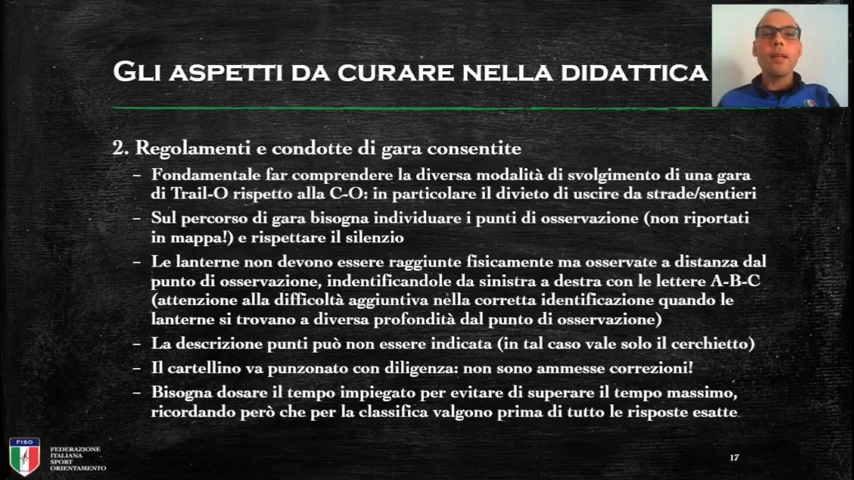 GLI ASPETTI DA CURARE NELLA DIDATTICA
2. Regolamenti e condotte di gara consentite
– Fondamentale far comprendere la diversa modalità di svolgimento di una gara
di Trail-O rispetto alla C-O: in particolare il divieto di uscire da strade/sentieri
– Sul percorso di gara bisogna individuare i punti di osservazione (non riportati
in mappa!) e rispettare il silenzio
– Le lanterne non devono essere raggiunte fisicamente ma osservate a distanza dal
punto di osservazione, indentificandole da sinistra a destra con le lettere A-B-C
(attenzione alla difficoltà aggiuntiva nella corretta identificazione quando le
lanterne si trovano a diversa profondità dal punto di osservazione)
– La descrizione punti può non essere indicata (in tal caso vale solo il cerchietto)
– Il cartellino va punzonato con diligenza: non sono ammesse correzioni!
– Bisogna dosare il tempo impiegato per evitare di superare il tempo massimo,
ricordando però che per la classifica valgono prima di tutto le risposte esatte
FISO
FEDERAZIONE
ITALIANA
SPORT
ORIENTAMENTO
17